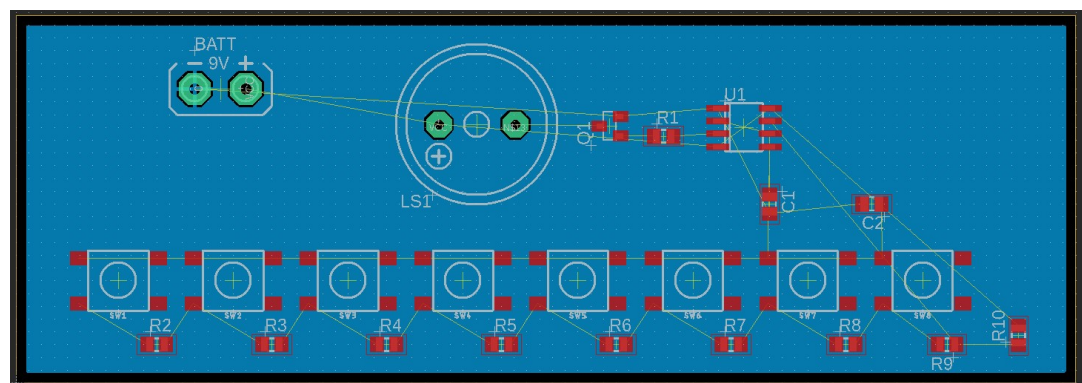 BATT
- 9V +
U1
Q1
R1
LS1
+
C1
C2
SW1 SW2 SW3 SW4 SW5 SW6 SW7 SW8
R2 R3 R4 R5 R6 R7 R8 R9 R10